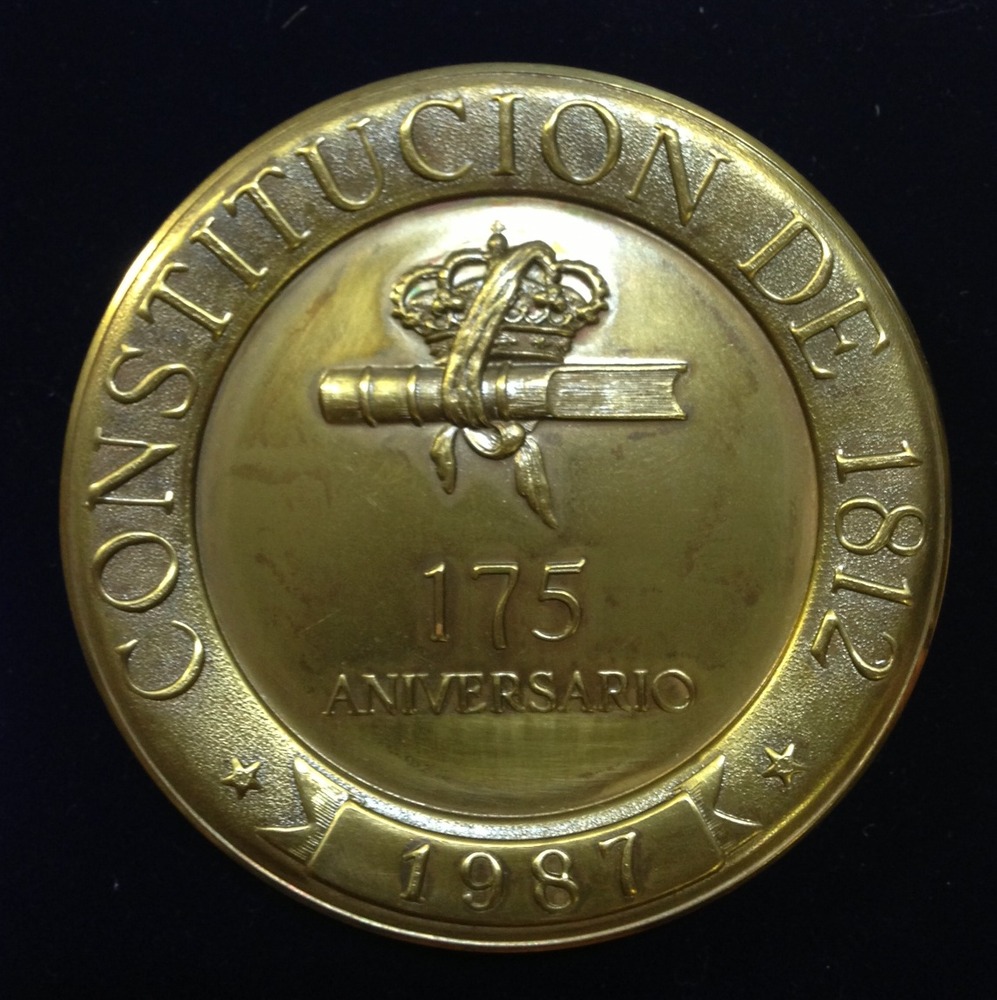 CONSTITUCION DE 1812
175
ANIVERSARIO
1987